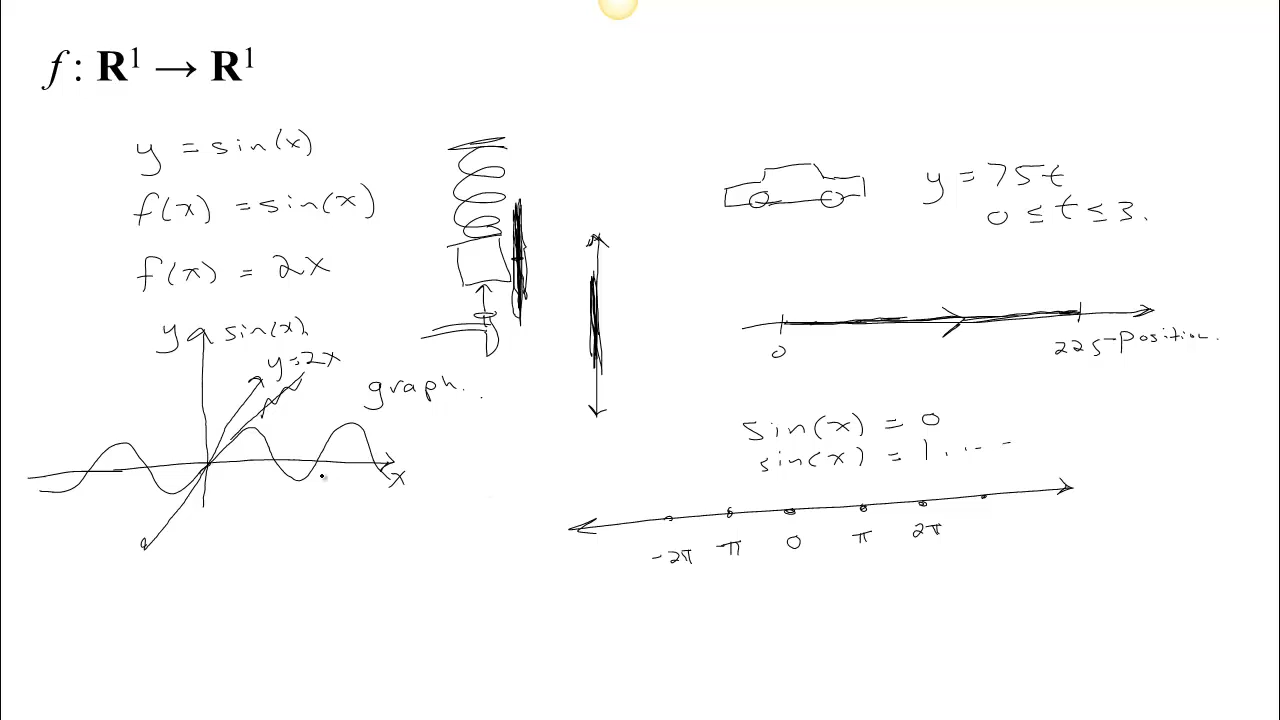 f: R¹ → R¹
y = sin(x)
f(x) = sin(x)
f(x) = 2x
y
sin(x)
y=2x
graph.
x
y = 75t
0 ≤ t ≤ 3.
0
225-Position.
sin(x) = 0
sin(x) = 1....-
-2π -π 0 π 2π